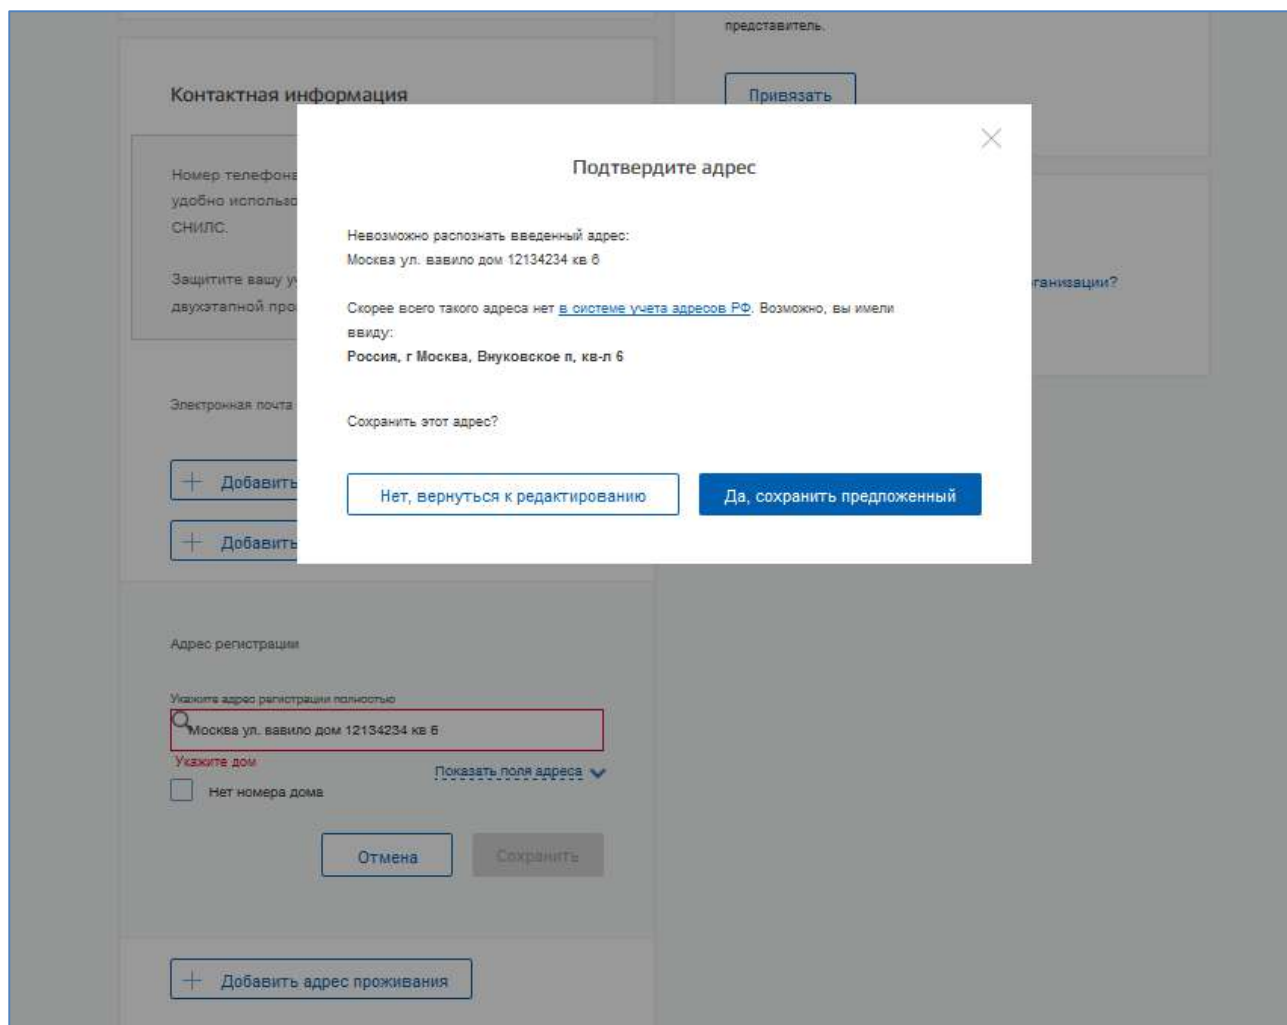 представитель.
Контактная информация
Привязать
Номер телефона
удобно использо
СНИЛС.
Защитите вашу у
двухэтапной про
Подтвердите адрес
Невозможно распознать введенный адрес:
Москва ул. вавило дом 12134234 кв 6
Скорее всего такого адреса нет в системе учета адресов РФ. Возможно, вы имели
ввиду:
Россия, г Москва, Внуковское п, кв-л 6
Сохранить этот адрес?
Нет, вернуться к редактированию
Да, сохранить предложенный
ганизации?
Электронная почта
Добавить
Добавить
Адрес регистрации
Укажите адрес регистрации полностью
Москва ул. вавило дом 12134234 кв 6
Укажите дом
Показать поля адреса
Нет номера дома
Отмена
Сохранить
Добавить адрес проживания